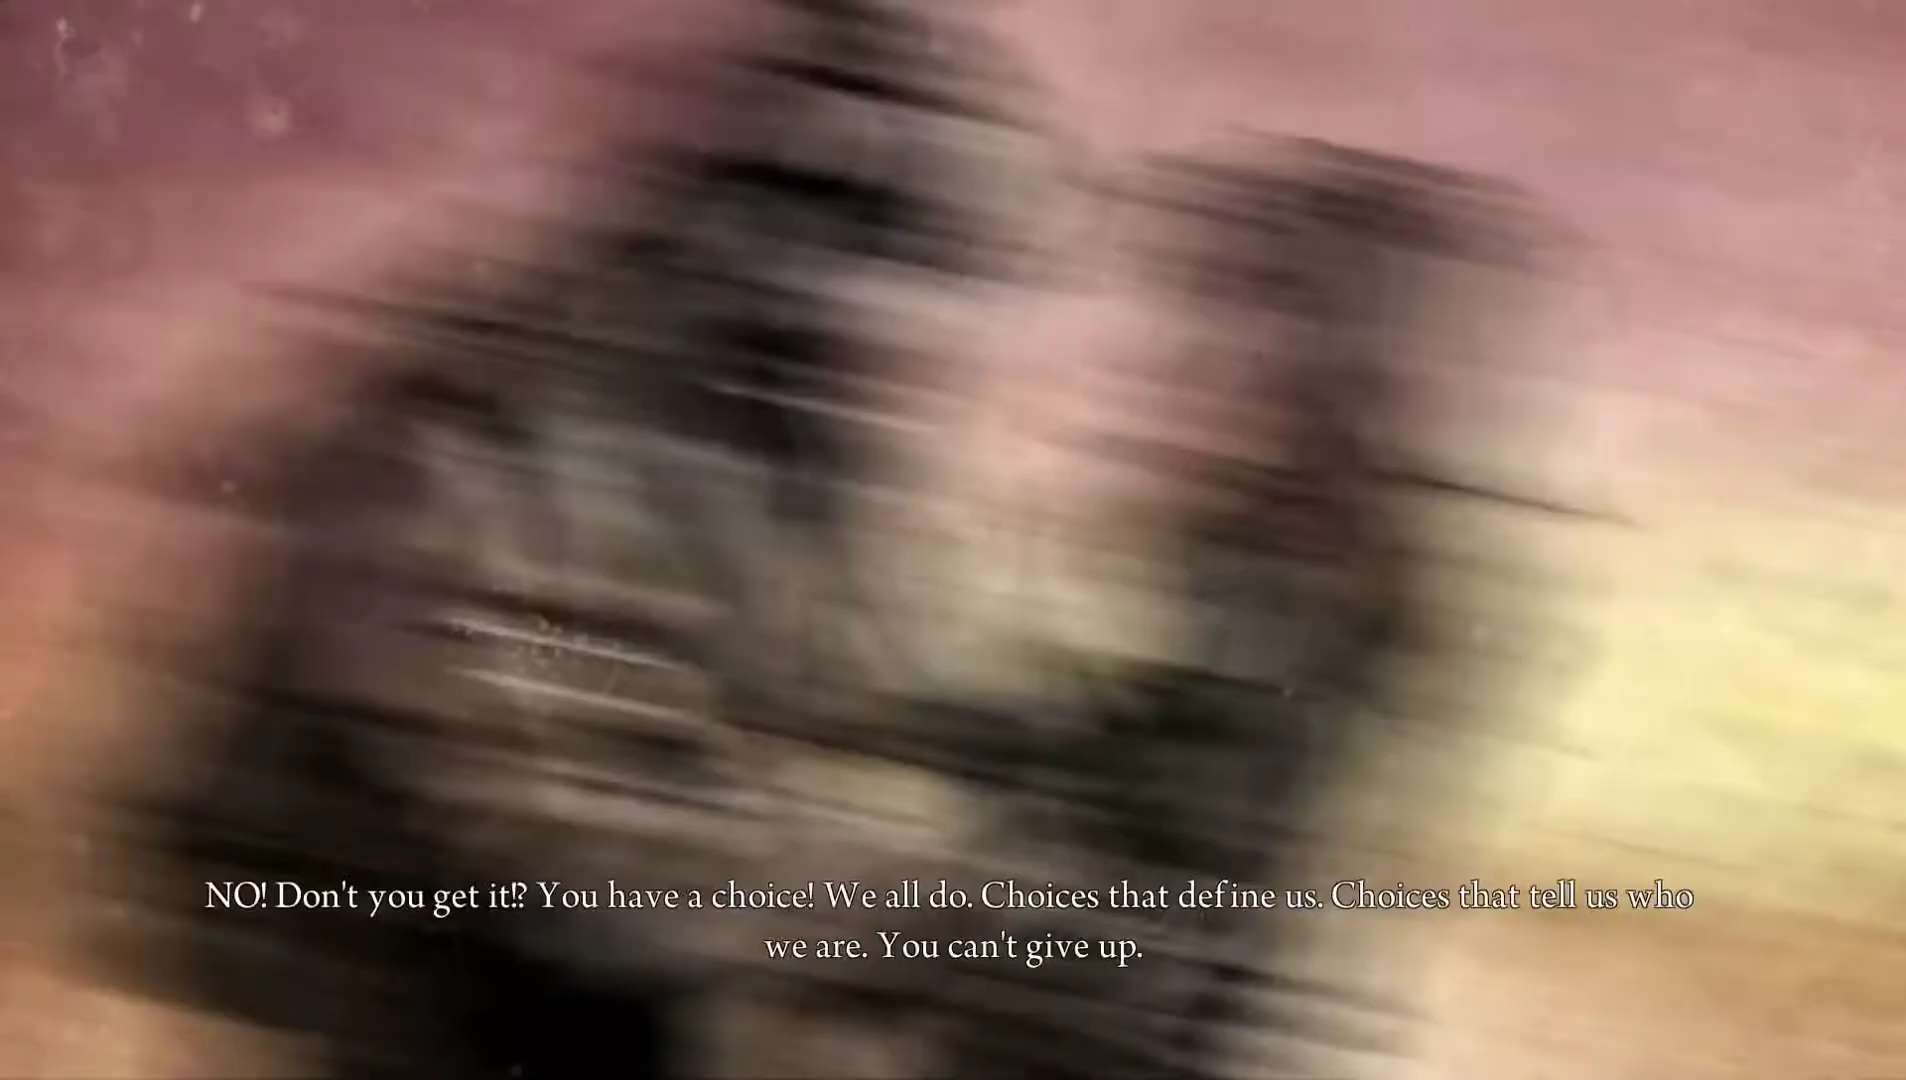 NO! Don't you get it!? You have a choice! We all do. Choices that define us. Choices that tell us who
we are. You can't give up.